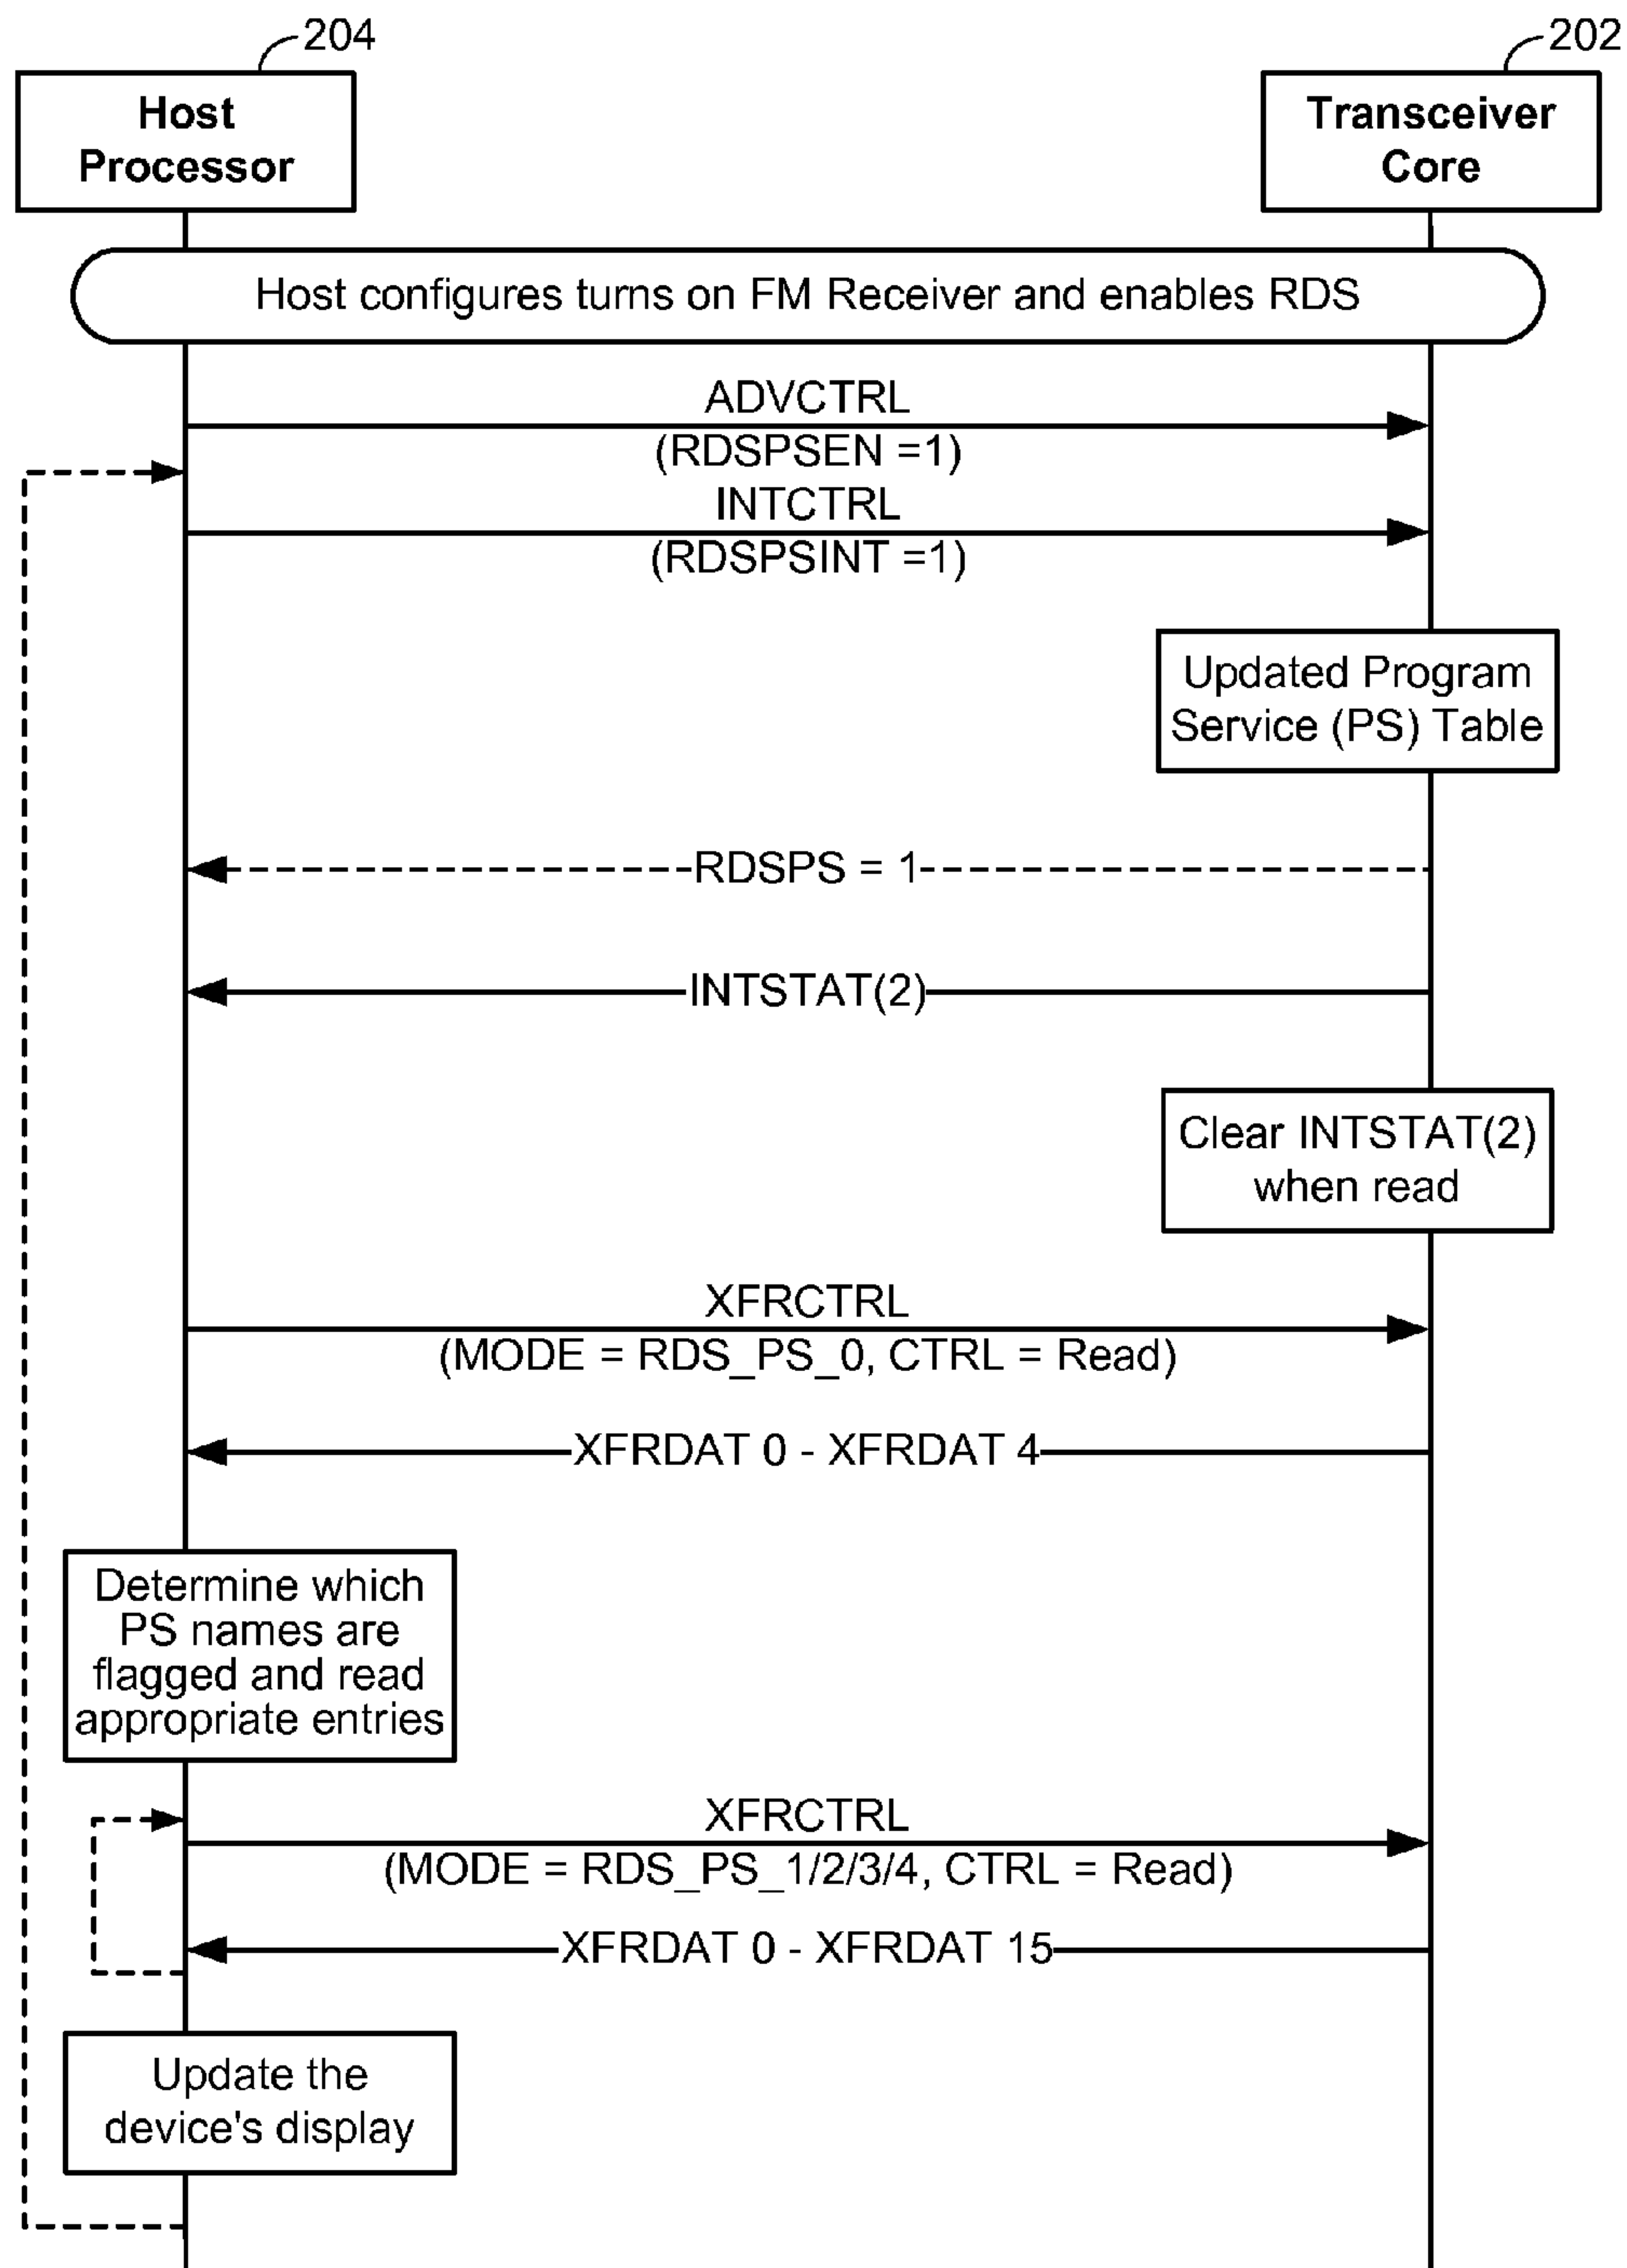 204
202
Host
Processor
Transceiver
Core
Host configures turns on FM Receiver and enables RDS
ADVCTRL
(RDSPSEN =1)
INTCTRL
(RDSPSINT =1)
Updated Program
Service (PS) Table
RDSPS = 1
INTSTAT(2)
Clear INTSTAT(2)
when read
XFRCTRL
(MODE = RDS_PS_0, CTRL = Read)
XFRDAT 0 - XFRDAT 4
Determine which
PS names are
flagged and read
appropriate entries
XFRCTRL
(MODE = RDS_PS_1/2/3/4, CTRL = Read)
XFRDAT 0 - XFRDAT 15
Update the
device's display